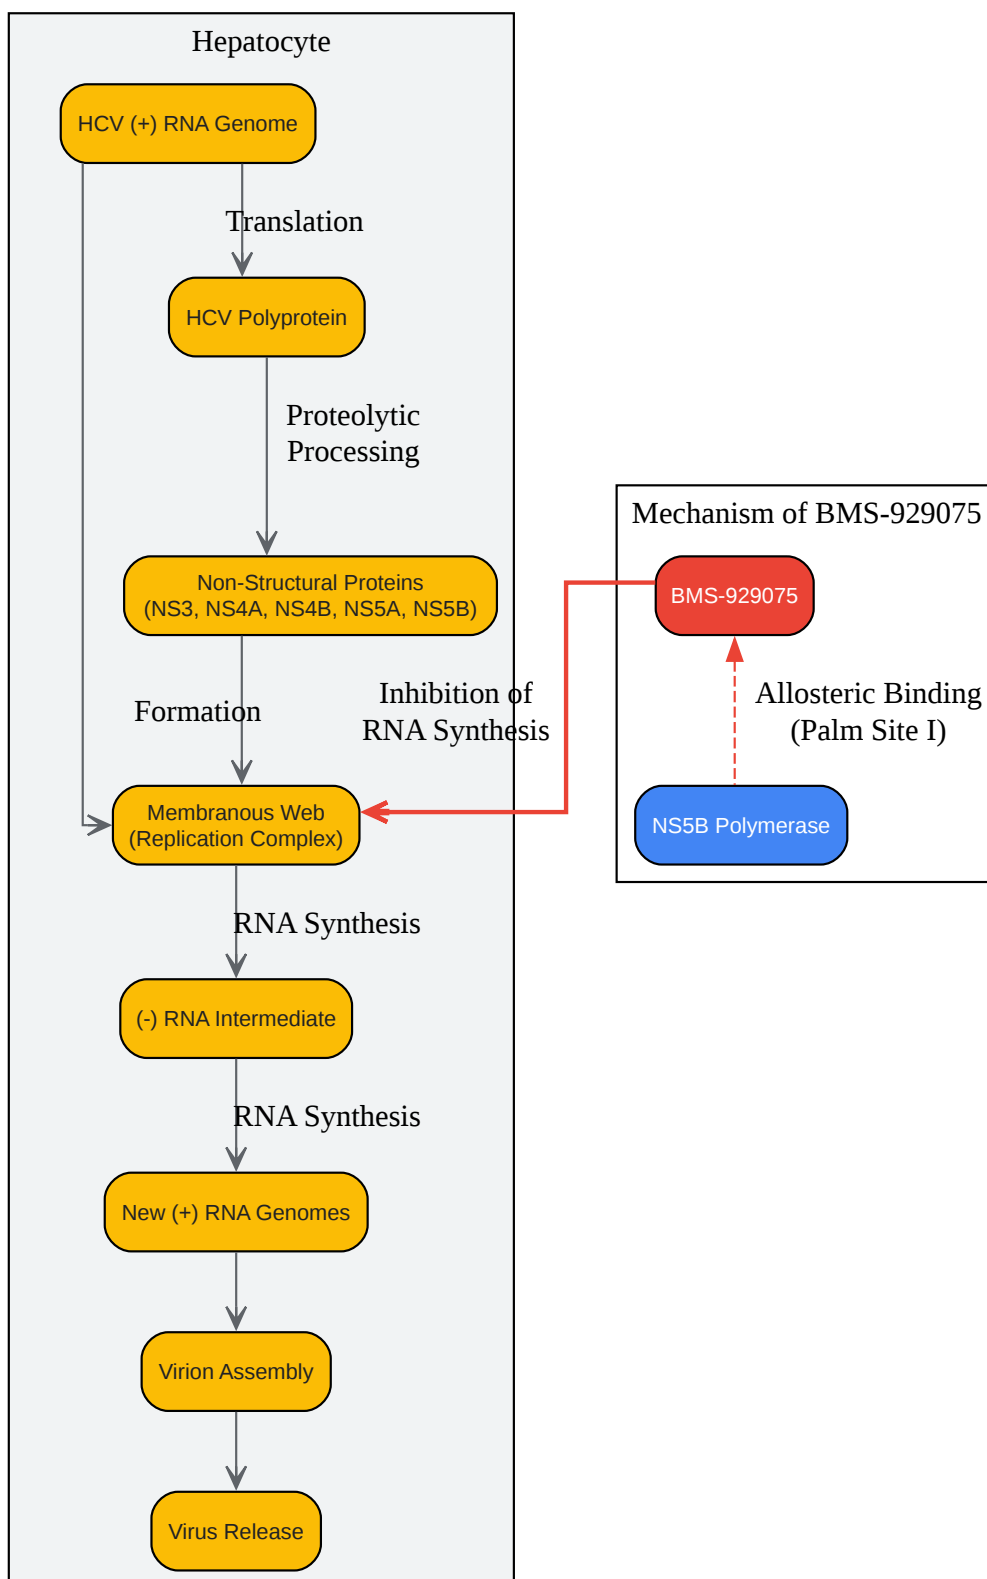 Hepatocyte
HCV (+) RNA Genome
Translation
HCV Polyprotein
Proteolytic
Processing
Non-Structural Proteins
(NS3, NS4A, NS4B, NS5A, NS5B)
Formation
Inhibition of
RNA Synthesis
Membranous Web
(Replication Complex)
RNA Synthesis
(-) RNA Intermediate
RNA Synthesis
New (+) RNA Genomes
Virion Assembly
Virus Release
Mechanism of BMS-929075
BMS-929075
Allosteric Binding
(Palm Site I)
NS5B Polymerase